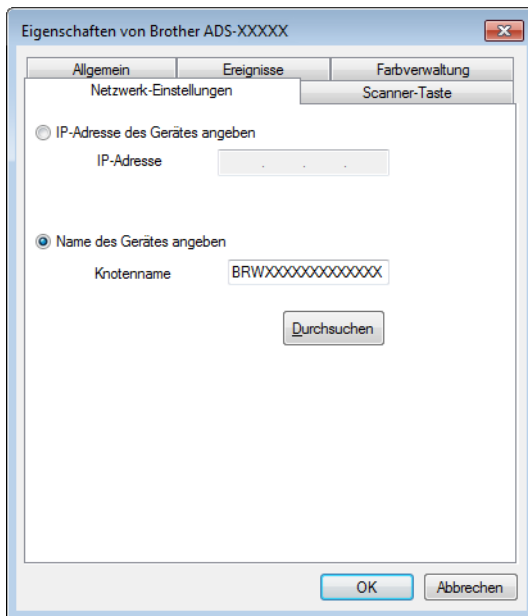 Eigenschaften von Brother ADS-XXXXX
Allgemein Ereignisse Farbverwaltung
Netzwerk-Einstellungen Scanner-Taste
IP-Adresse des Gerätes angeben
IP-Adresse . . .
Name des Gerätes angeben
Knotenname BRWXXXXXXXXXXXX
Durchsuchen
OK Abbrechen